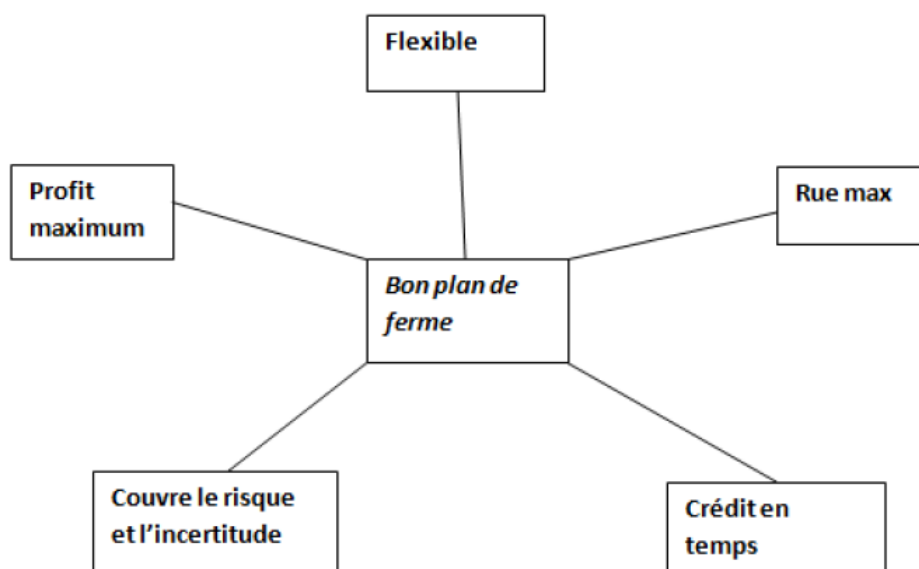 Flexible
Profit
maximum
Rue max
Bon plan de
ferme
Couvre le risque
et l'incertitude
Crédit en
temps